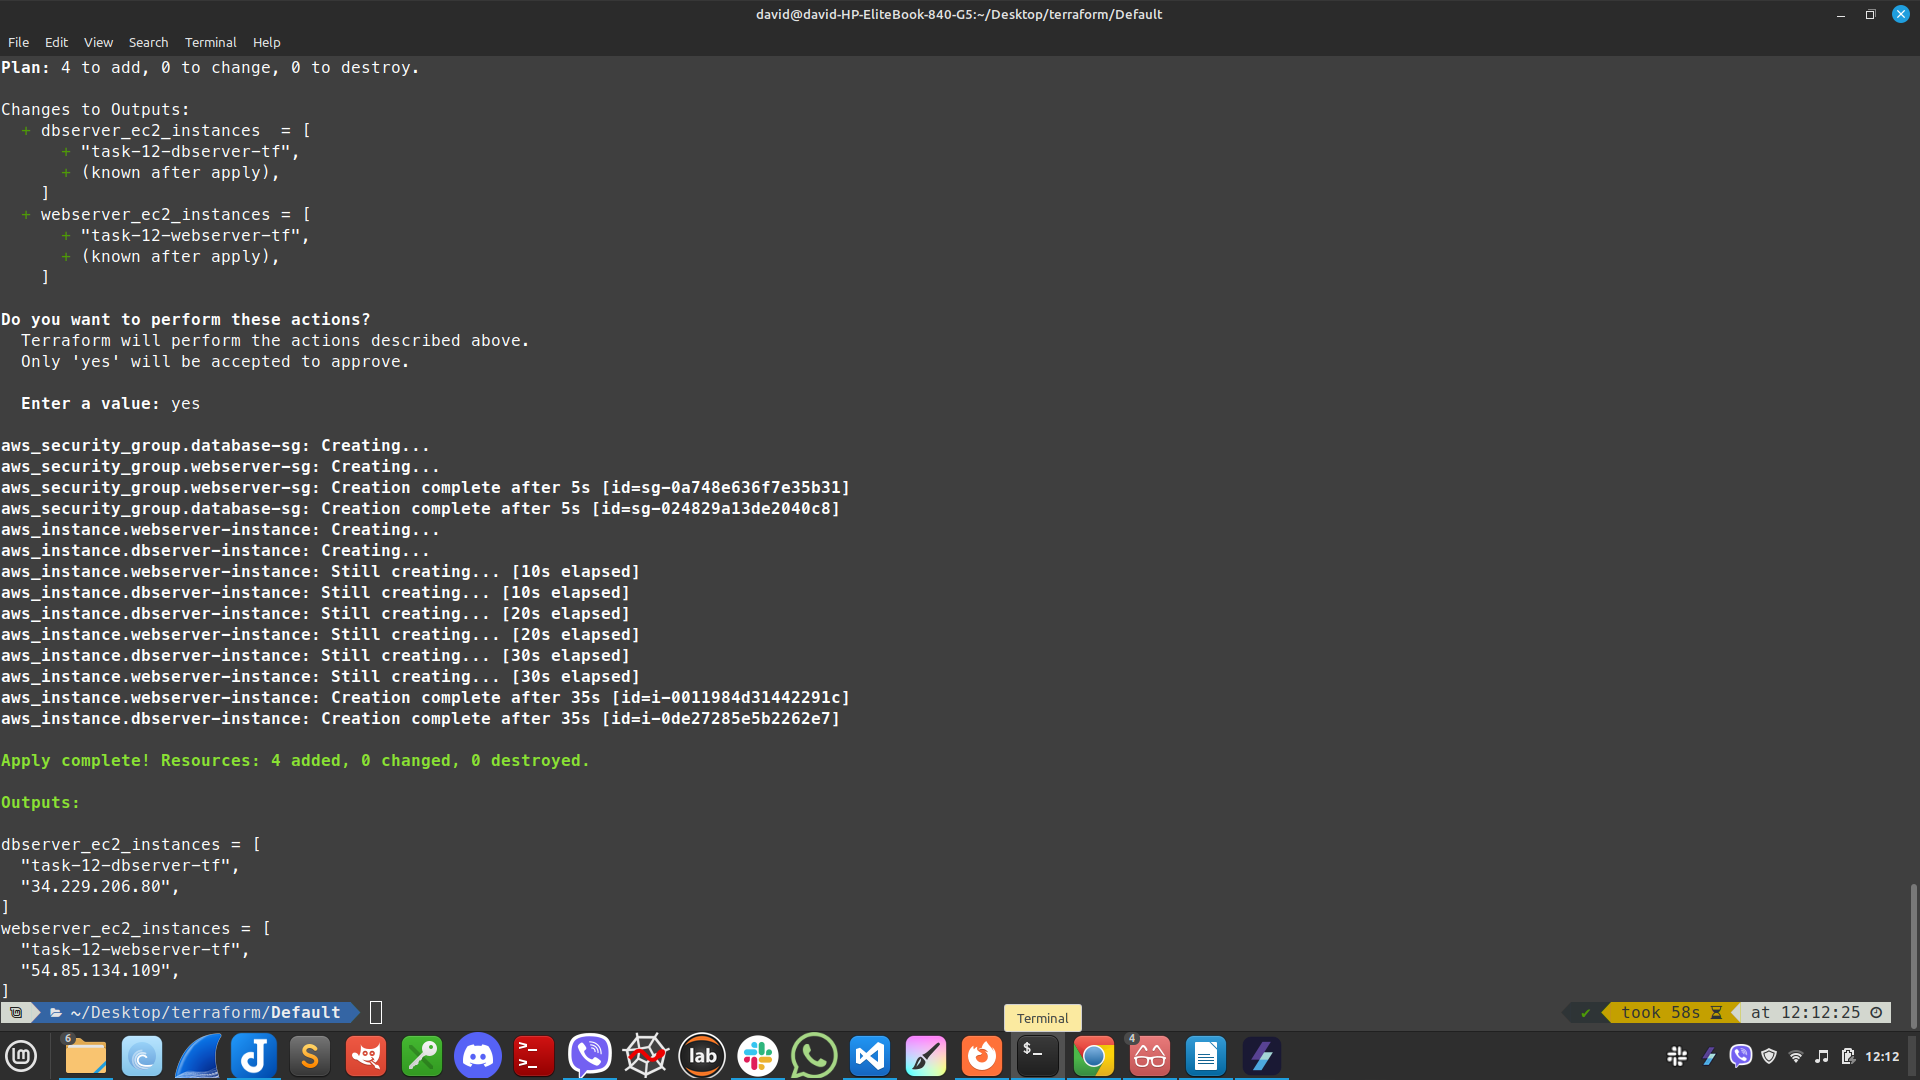 david@david-HP-EliteBook-840-G5:~/Desktop/terraform/Default
File Edit View Search Terminal Help
Plan: 4 to add, 0 to change, 0 to destroy.
Changes to Outputs:
+ dbserver_ec2_instances  = [
+ "task-12-dbserver-tf",
+ (known after apply),
]
+ webserver_ec2_instances = [
+ "task-12-webserver-tf",
+ (known after apply),
]
Do you want to perform these actions?
Terraform will perform the actions described above.
Only 'yes' will be accepted to approve.
Enter a value: yes
aws_security_group.database-sg: Creating...
aws_security_group.webserver-sg: Creating...
aws_security_group.webserver-sg: Creation complete after 5s [id=sg-0a748e636f7e35b31]
aws_security_group.database-sg: Creation complete after 5s [id=sg-024829a13de2040c8]
aws_instance.webserver-instance: Creating...
aws_instance.dbserver-instance: Creating...
aws_instance.webserver-instance: Still creating... [10s elapsed]
aws_instance.dbserver-instance: Still creating... [10s elapsed]
aws_instance.dbserver-instance: Still creating... [20s elapsed]
aws_instance.webserver-instance: Still creating... [20s elapsed]
aws_instance.dbserver-instance: Still creating... [30s elapsed]
aws_instance.webserver-instance: Still creating... [30s elapsed]
aws_instance.webserver-instance: Creation complete after 35s [id=i-0011984d31442291c]
aws_instance.dbserver-instance: Creation complete after 35s [id=i-0de27285e5b2262e7]
Apply complete! Resources: 4 added, 0 changed, 0 destroyed.
Outputs:
dbserver_ec2_instances = [
"task-12-dbserver-tf",
"34.229.206.80",
]
webserver_ec2_instances = [
"task-12-webserver-tf",
"54.85.134.109",
]
~/Desktop/terraform/Default
✔ took 58s at 12:12:25
Terminal
6
S
>_
>_
lab
$_
4
12:12